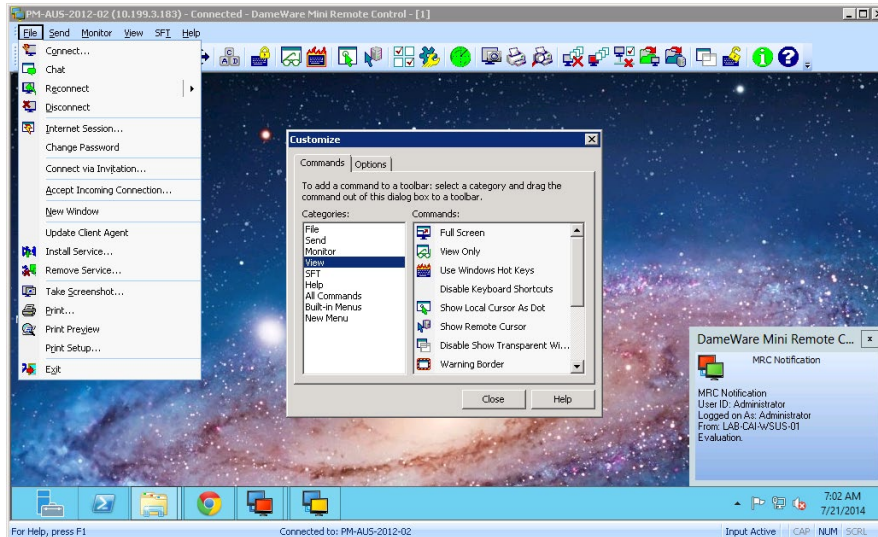 PM-AUS-2012-02 (10.199.3.183) - Connected - DameWare Mini Remote Control - [1]
File Send Monitor View SFT Help
Connect...
Chat
Reconnect
Disconnect
Internet Session...
Change Password
Connect via Invitation...
Accept Incoming Connection...
New Window
Update Client Agent
Install Service...
Remove Service...
Take Screenshot...
Print...
Print Preview
Print Setup...
Exit
Customize
Commands Options
To add a command to a toolbar: select a category and drag the
command out of this dialog box to a toolbar.
Categories:
File
Send
Monitor
View
SFT
Help
All Commands
Built-in Menus
New Menu
Commands:
Full Screen
View Only
Use Windows Hot Keys
Disable Keyboard Shortcuts
Show Local Cursor As Dot
Show Remote Cursor
Disable Show Transparent Wi...
Warning Border
Close Help
DameWare Mini Remote C...
MRC Notification
MRC Notification
User ID: Administrator
Logged on As: Administrator
From: LAB-CAI-WSUS-01
Evaluation.
7:02 AM
7/21/2014
For Help, press F1
Connected to: PM-AUS-2012-02
Input Active CAP NUM SCRL